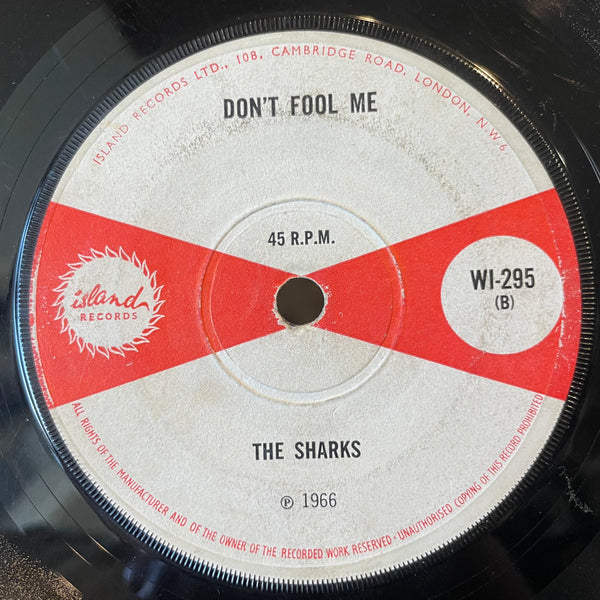 ISLAND RECORDS LTD., 108, CAMBRIDGE ROAD, LONDON, N.W.6
DON'T FOOL ME
45 R.P.M.
island
RECORDS
WI-295
(B)
THE SHARKS
℗ 1966
ALL RIGHTS OF THE MANUFACTURER AND OF THE OWNER OF THE RECORDED WORK RESERVED - UNAUTHORISED COPYING OF THIS RECORD PROHIBITED